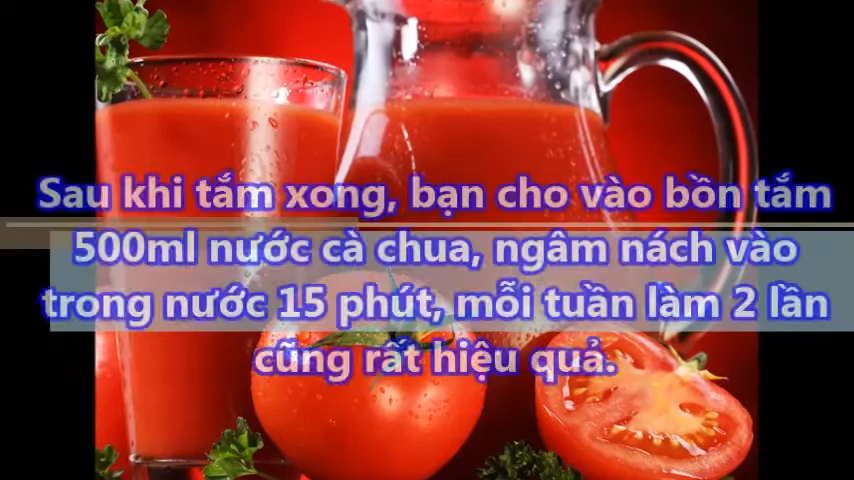 Sau khi tắm xong, bạn cho vào bồn tắm
500ml nước cà chua, ngâm nách vào
trong nước 15 phút, mỗi tuần làm 2 lần
cũng rất hiệu quả.